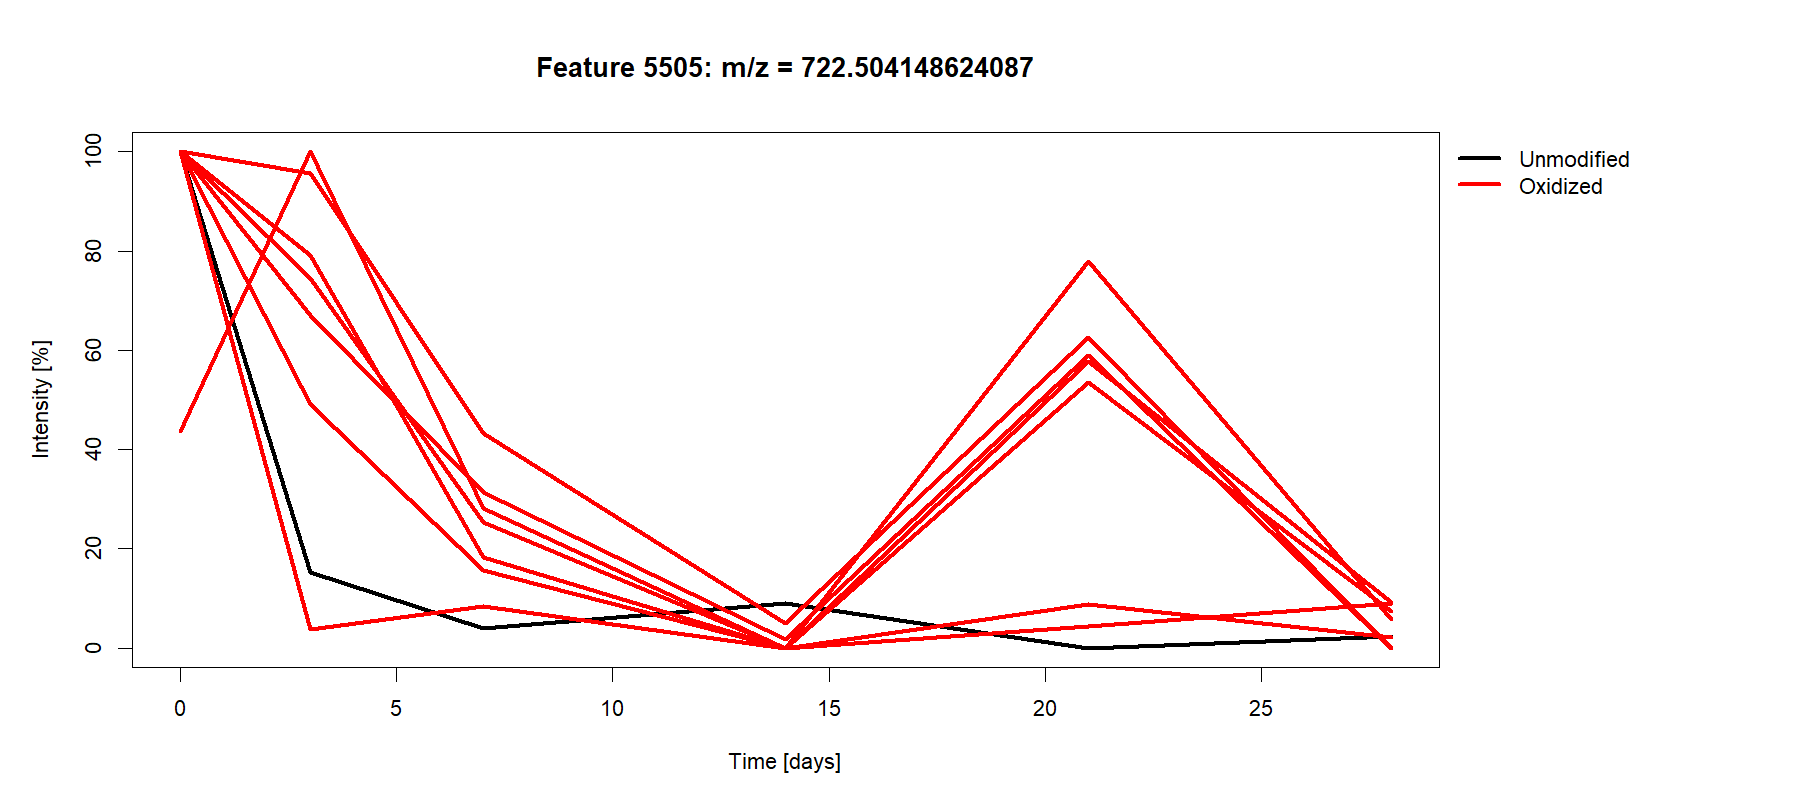 Feature 5505: m/z = 722.504148624087
Unmodified
Oxidized
100
80
60
40
20
0
Intensity [%]
0 5 10 15 20 25
Time [days]